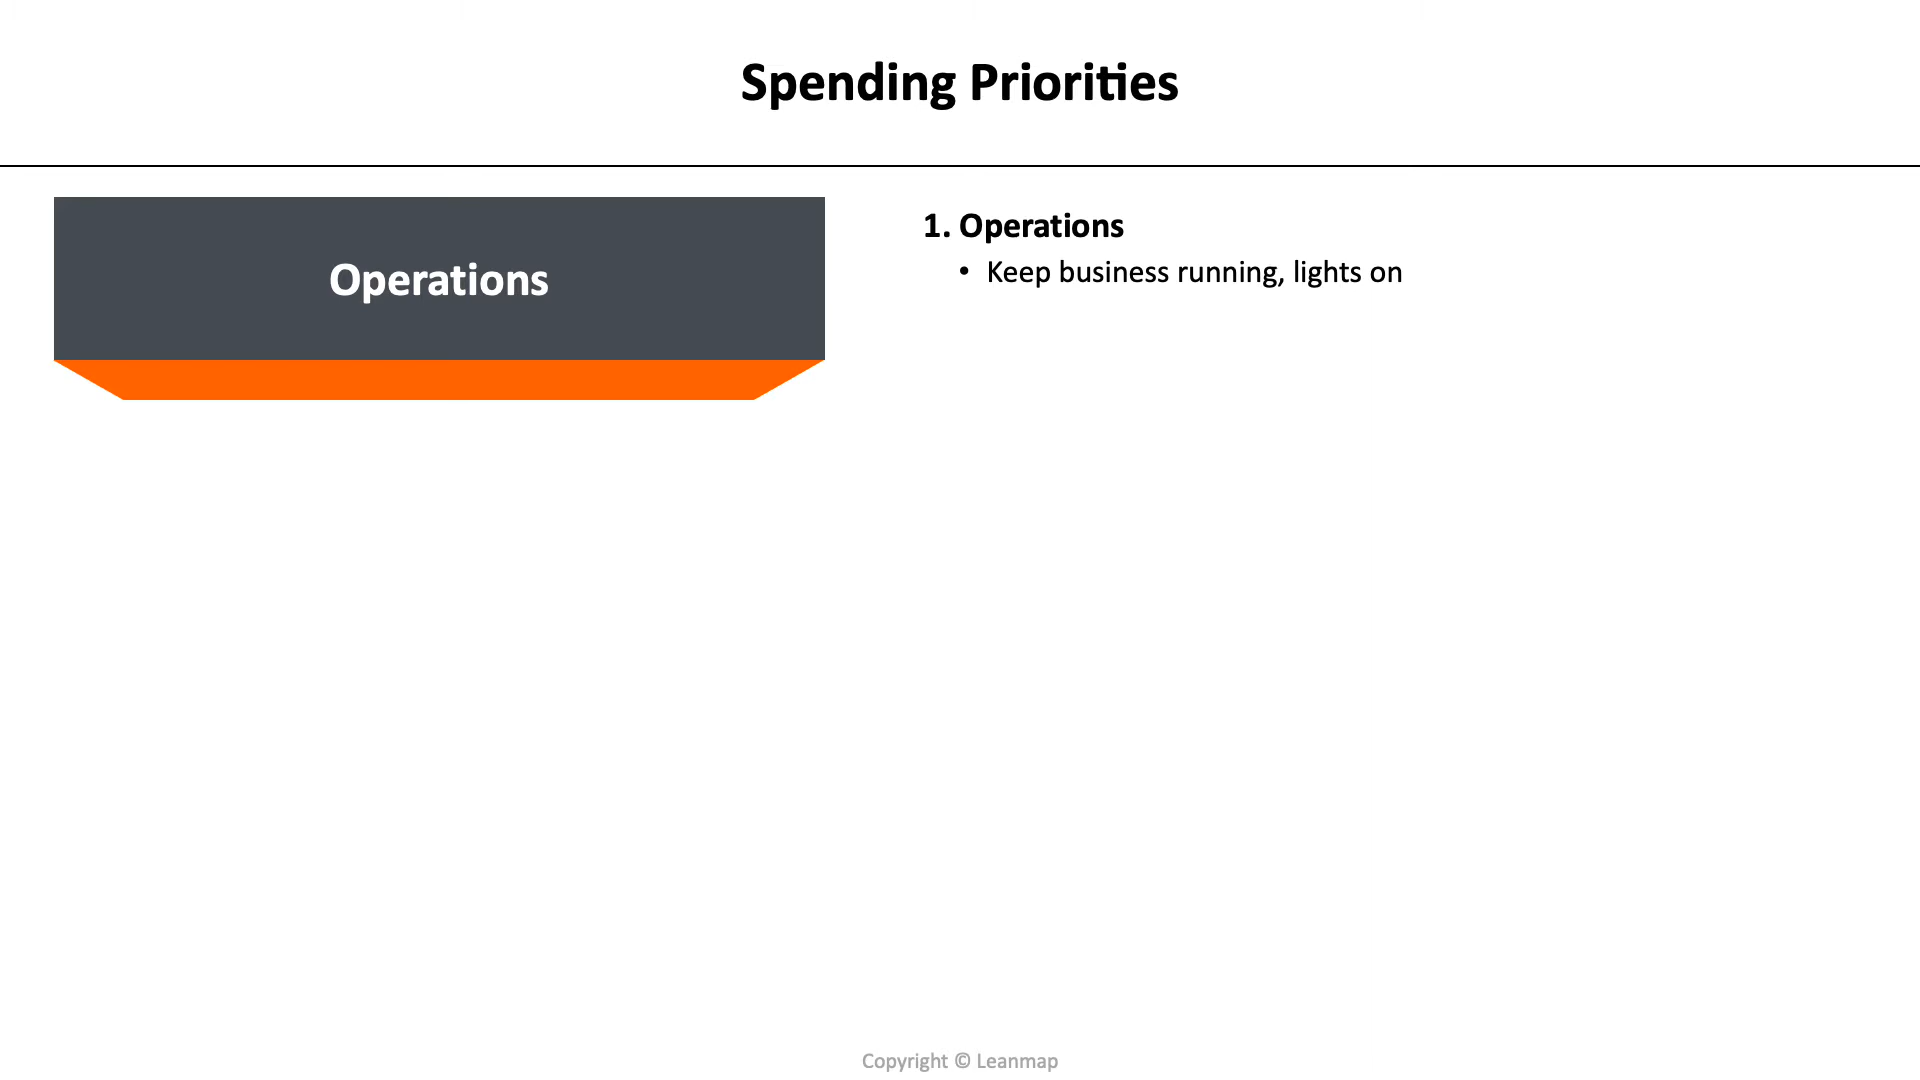 Spending Priorities
Operations
1. Operations
• Keep business running, lights on
Copyright © Leanmap